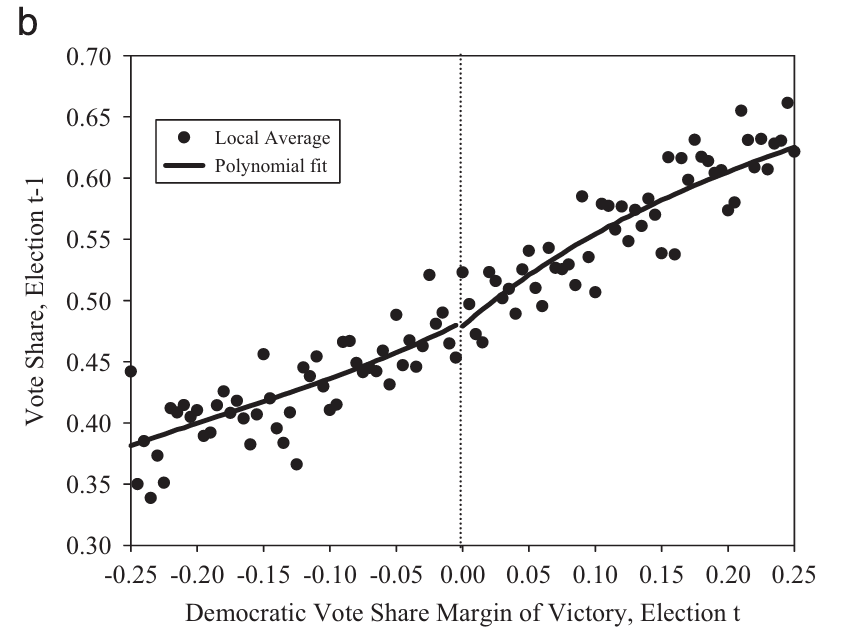 b
0.70
0.65
0.60
0.55
0.50
0.45
0.40
0.35
0.30
Vote Share, Election t-1
Local Average
Polynomial fit
-0.25 -0.20 -0.15 -0.10 -0.05 0.00 0.05 0.10 0.15 0.20 0.25
Democratic Vote Share Margin of Victory, Election t